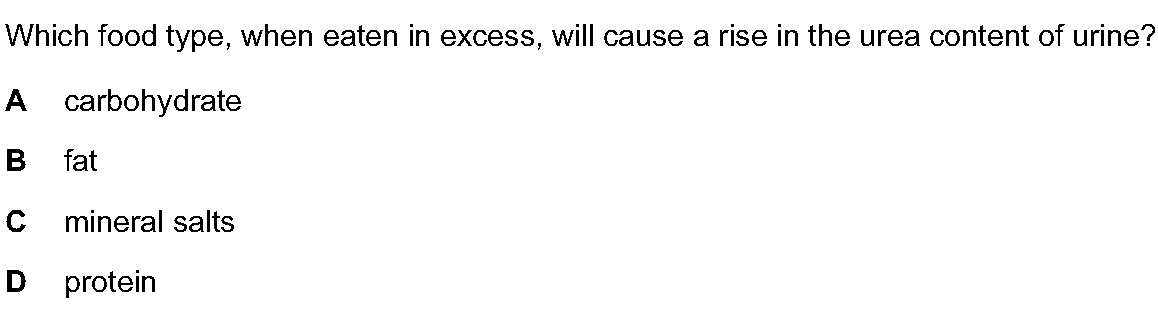 Which food type, when eaten in excess, will cause a rise in the urea content of urine?
A carbohydrate
B fat
C mineral salts
D protein